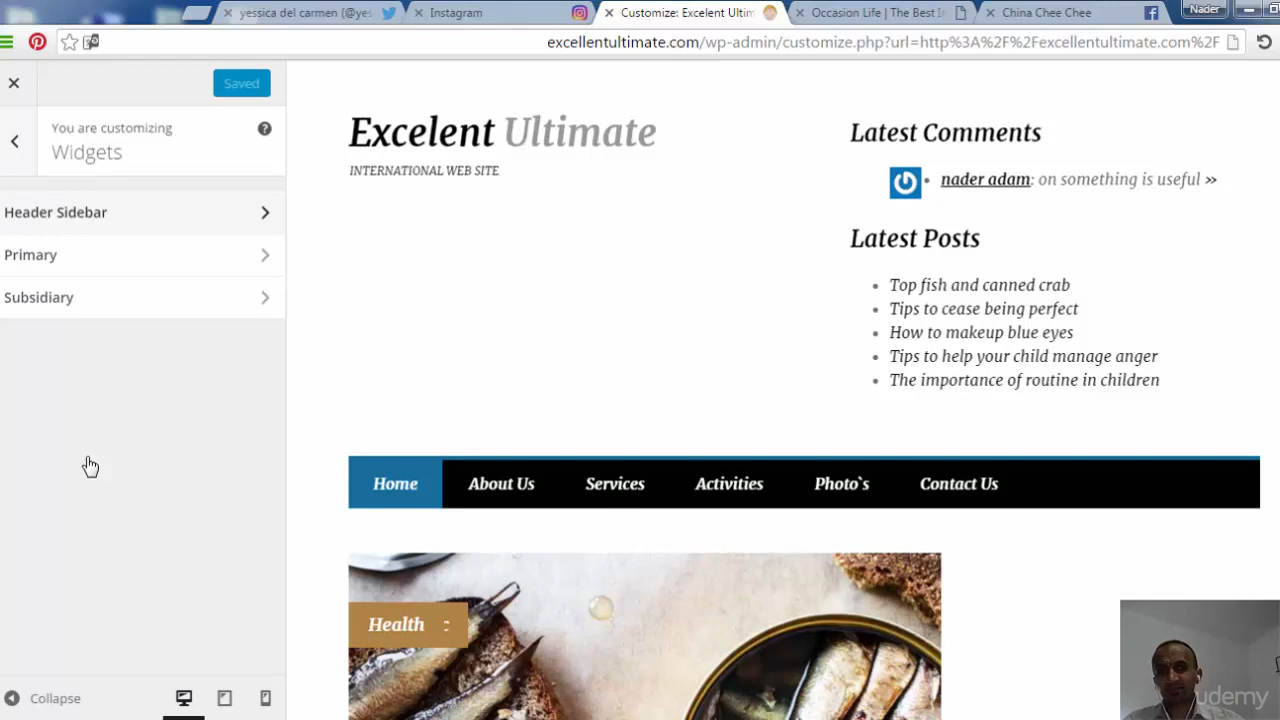 yessica del carmen (@yes
Instagram
Customize: Excelent Ultim
Occasion Life | The Best I
China Chee Chee
Nader
excellentultimate.com/wp-admin/customize.php?url=http%3A%2F%2Fexcellentultimate.com%2F
Saved
You are customizing
Widgets
Header Sidebar
Primary
Subsidiary
Collapse
Excelent Ultimate
INTERNATIONAL WEB SITE
Latest Comments
nader adam: on something is useful »
Latest Posts
Top fish and canned crab
Tips to cease being perfect
How to makeup blue eyes
Tips to help your child manage anger
The importance of routine in children
Home About Us Services Activities Photo`s Contact Us
Health
udemy